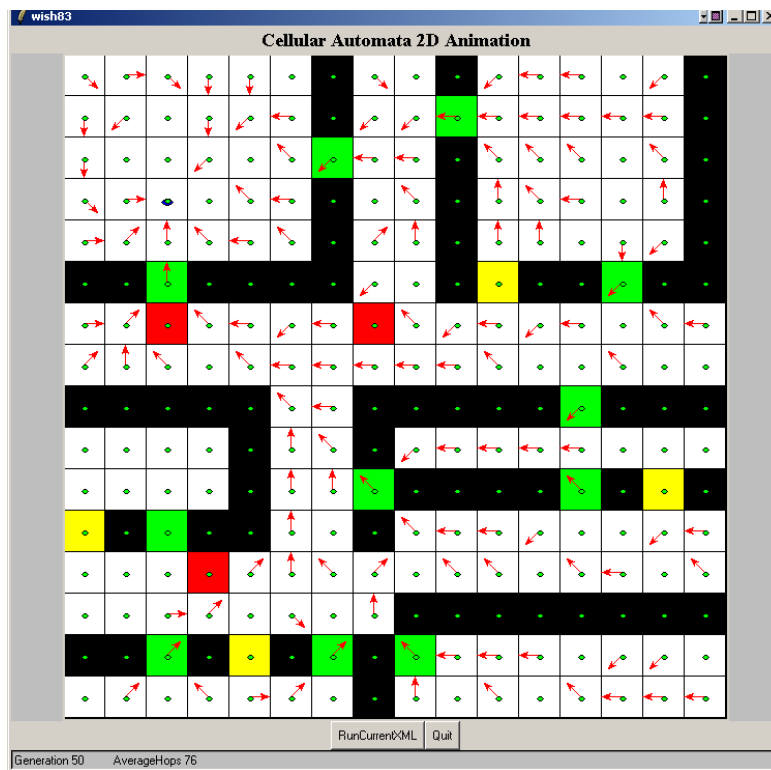 wish83
Cellular Automata 2D Animation
RunCurrentXML Quit
Generation 50 AverageHops 76